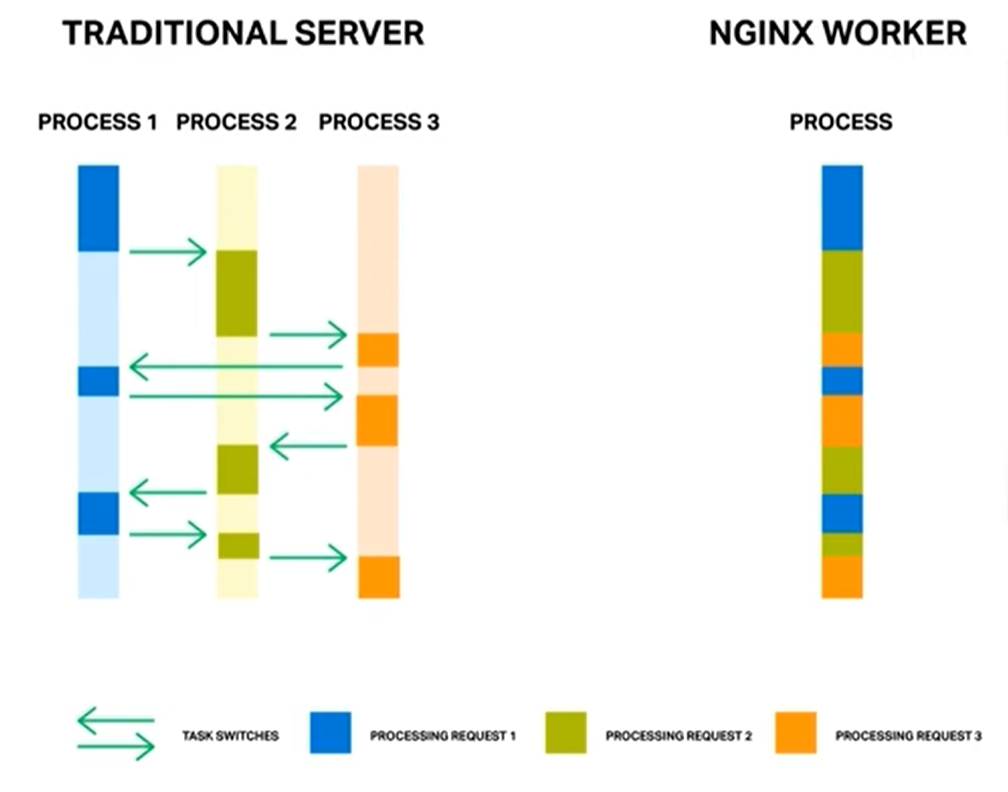 TRADITIONAL SERVER
NGINX WORKER
PROCESS 1 PROCESS 2 PROCESS 3
PROCESS
TASK SWITCHES
PROCESSING REQUEST 1
PROCESSING REQUEST 2
PROCESSING REQUEST 3